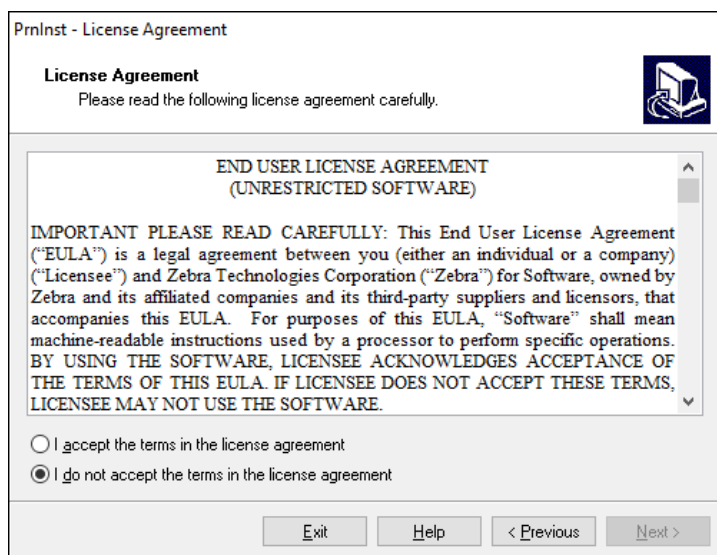 PrnInst - License Agreement
License Agreement
Please read the following license agreement carefully.
END USER LICENSE AGREEMENT
(UNRESTRICTED SOFTWARE)
IMPORTANT PLEASE READ CAREFULLY: This End User License Agreement
(“EULA”) is a legal agreement between you (either an individual or a company)
(“Licensee”) and Zebra Technologies Corporation (“Zebra”) for Software, owned by
Zebra and its affiliated companies and its third-party suppliers and licensors, that
accompanies this EULA. For purposes of this EULA, “Software” shall mean
machine-readable instructions used by a processor to perform specific operations.
BY USING THE SOFTWARE, LICENSEE ACKNOWLEDGES ACCEPTANCE OF
THE TERMS OF THIS EULA. IF LICENSEE DOES NOT ACCEPT THESE TERMS,
LICENSEE MAY NOT USE THE SOFTWARE.
I accept the terms in the license agreement
I do not accept the terms in the license agreement
Exit Help < Previous Next >